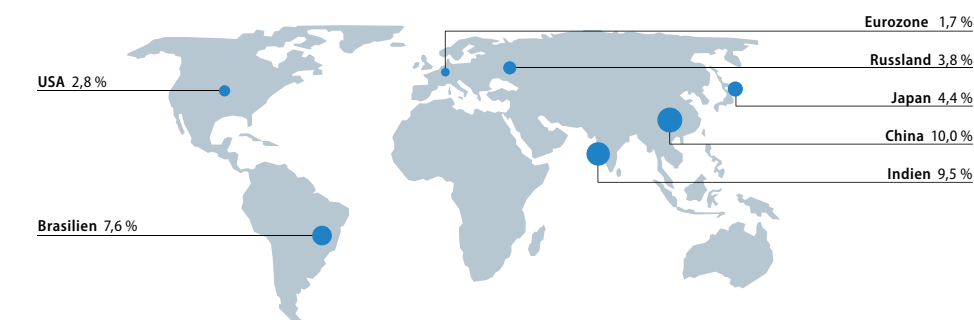 Eurozone 1,7 %
Russland 3,8 %
USA 2,8 %
Japan 4,4 %
China 10,0 %
Indien 9,5 %
Brasilien 7,6 %